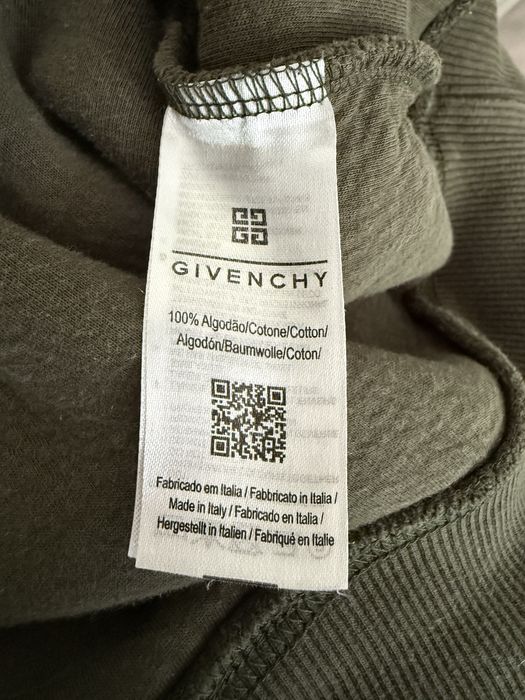 GIVENCHY
100% Algodão/Cotone/Cotton/
Algodón/Baumwolle/Coton/
Fabricado em Italia / Fabbricato in Italia /
Made in Italy / Fabricado en Italia /
Hergestellt in Italien / Fabriqué en Italie